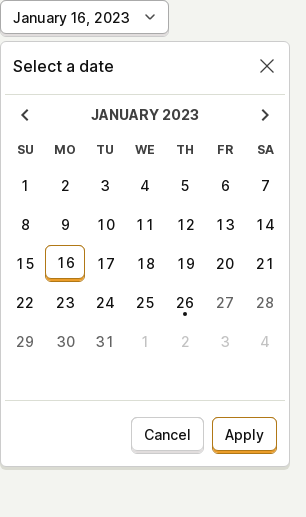 January 16, 2023
Select a date
JANUARY 2023
SU MO TU WE TH FR SA
1 2 3 4 5 6 7
8 9 10 11 12 13 14
15 16 17 18 19 20 21
22 23 24 25 26 27 28
29 30 31 1 2 3 4
Cancel Apply